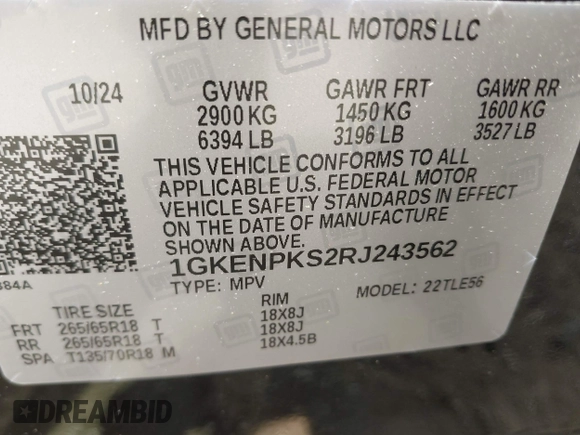 MFD BY GENERAL MOTORS LLC
10/24 GVWR GAWR FRT GAWR RR
2900 KG 1450 KG 1600 KG
6394 LB 3196 LB 3527 LB
THIS VEHICLE CONFORMS TO ALL
APPLICABLE U.S. FEDERAL MOTOR
VEHICLE SAFETY STANDARDS IN EFFECT
ON THE DATE OF MANUFACTURE
SHOWN ABOVE.
1GKENPKS2RJ243562
84A
TYPE: MPV MODEL: 22TLE56
TIRE SIZE RIM
FRT 265/65R18 T 18X8J
RR 265/65R18 T 18X8J
SPA T135/70R18 M 18X4.5B
DREAMBID